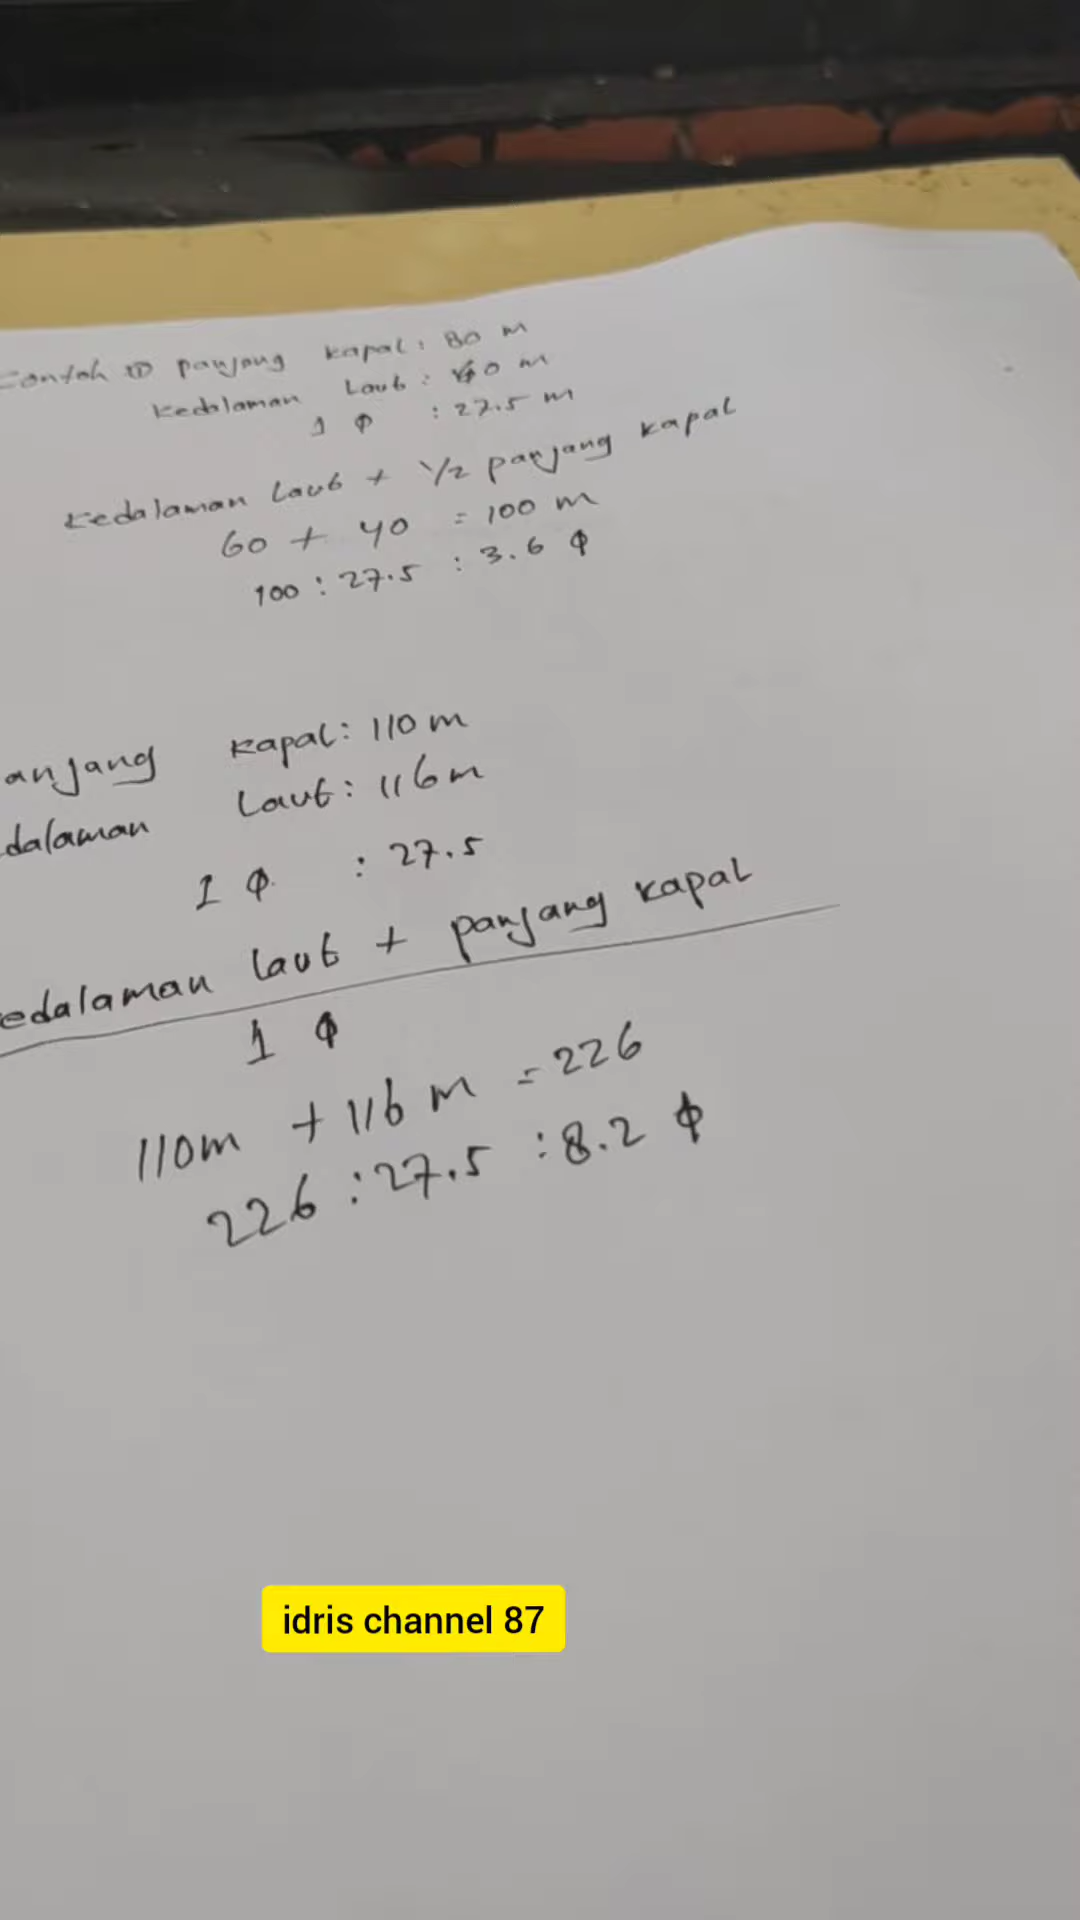 Contoh ① panjang kapal : 80 m
Kedalaman Laut : 60 m
1 ϕ : 27.5 m
Kedalaman Laut + 1/2 panjang kapal
60 + 40 = 100 m
100 : 27.5 : 3.6 ϕ
anjang kapal : 110 m
dalaman Laut : 116 m
1 ϕ : 27.5
edalaman laut + panjang kapal
1 ϕ
110m + 116 m = 226
226 : 27.5 : 8.2 ϕ
idris channel 87